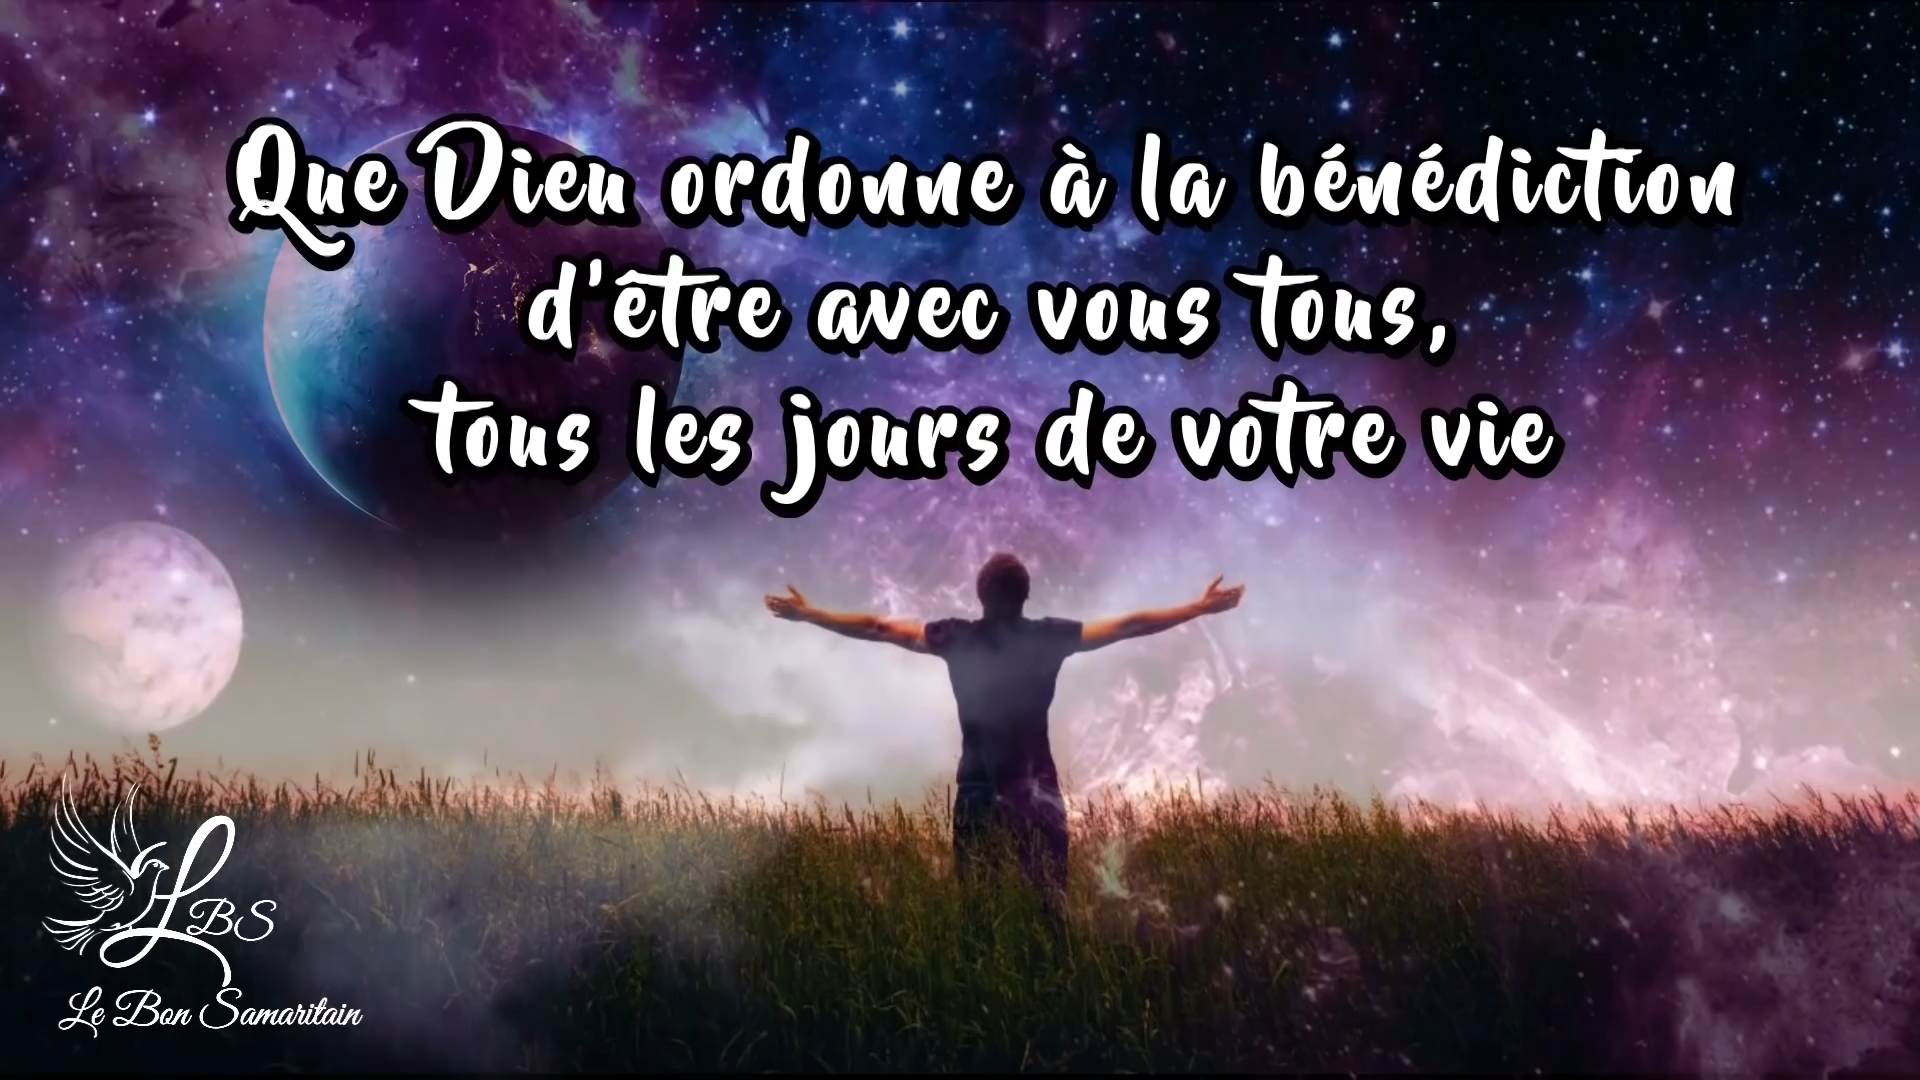 Que Dieu ordonne à la bénédiction
d'être avec vous tous,
tous les jours de votre vie
LBS
Le Bon Samaritain